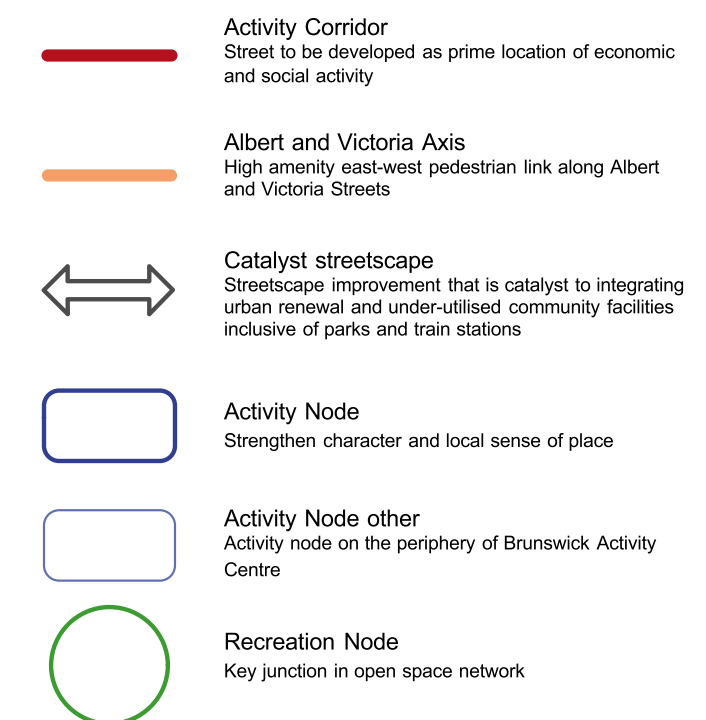 Activity Corridor
Street to be developed as prime location of economic
and social activity
Albert and Victoria Axis
High amenity east-west pedestrian link along Albert
and Victoria Streets
Catalyst streetscape
Streetscape improvement that is catalyst to integrating
urban renewal and under-utilised community facilities
inclusive of parks and train stations
Activity Node
Strengthen character and local sense of place
Activity Node other
Activity node on the periphery of Brunswick Activity
Centre
Recreation Node
Key junction in open space network